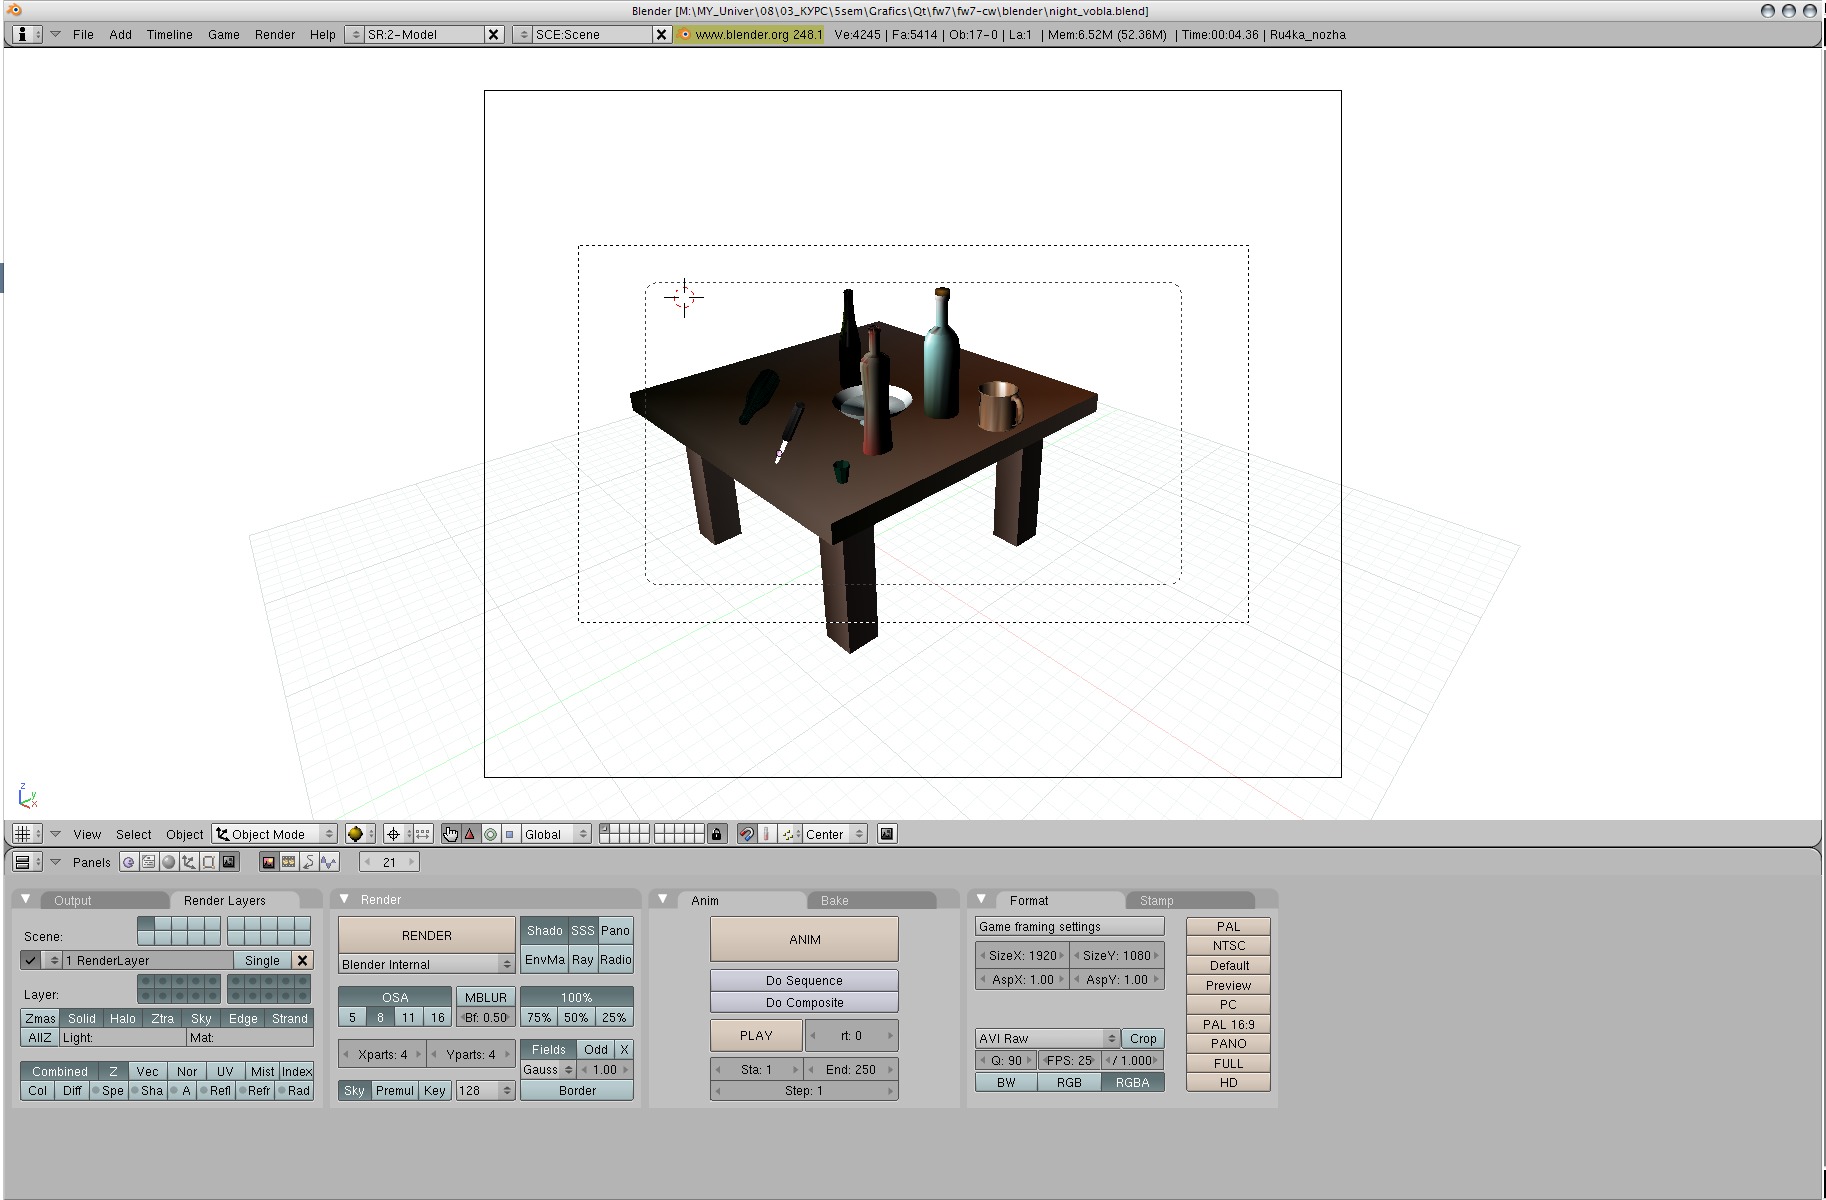 Blender [M:\MY_Univer\08\03_КУРС\5sem\Grafics\Qt\fw7\fw7-cw\blender\night_vobla.blend]
File Add Timeline Game Render Help SR:2-Model SCE:Scene www.blender.org 248.1 Ve:4245 | Fa:5414 | Ob:17-0 | La:1 | Mem:6.52M (52.36M) | Time:00:04.36 | Ru4ka_nozha
z
y
x
View Select Object Object Mode Global Center
Panels 21
Output Render Layers
Scene:
1 RenderLayer Single
Layer:
Zmas Solid Halo Ztra Sky Edge Strand
AllZ Light: Mat:
Combined Z Vec Nor UV Mist Index
Col Diff Spe Sha A Refl Refr Rad
Render
RENDER
Blender Internal
Shado SSS Pano
EnvMa Ray Radio
OSA MBLUR 100%
5 8 11 16 Bf: 0.50 75% 50% 25%
Xparts: 4 Yparts: 4
Fields Odd X
Gauss 1.00
Sky Premul Key 128 Border
Anim Bake
ANIM
Do Sequence
Do Composite
PLAY rt: 0
Sta: 1 End: 250
Step: 1
Format Stamp
Game framing settings
SizeX: 1920 SizeY: 1080
AspX: 1.00 AspY: 1.00
AVI Raw Crop
Q: 90 FPS: 25 / 1.000
BW RGB RGBA
PAL
NTSC
Default
Preview
PC
PAL 16:9
PANO
FULL
HD